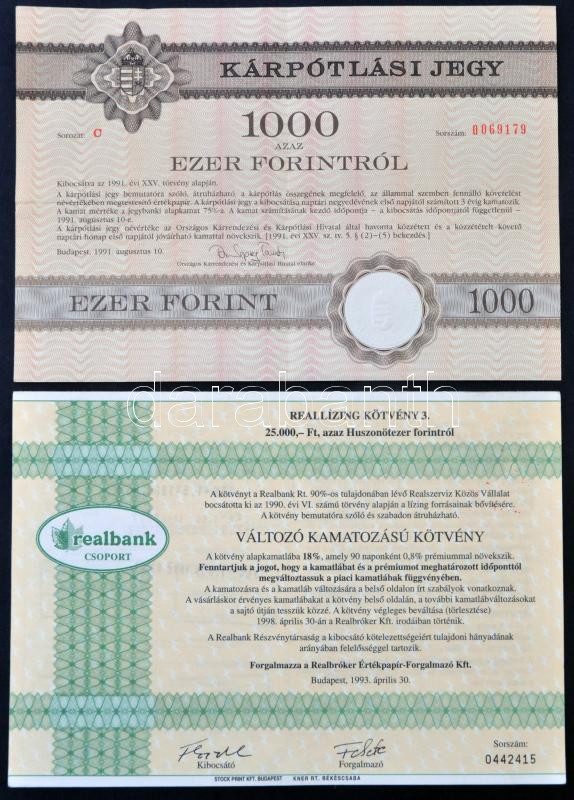 KÁRPÓTLÁSI JEGY
Sorozat: C
1000
Sorszám: 0069179
AZAZ
EZER FORINTRÓL
Kibocsátva az 1991. évi XXV. törvény alapján.
A kárpótlási jegy bemutatóra szóló, átruházható, a kárpótlás összegének megfelelő, az állammal szemben fennálló követelést
névértékében megtestesítő értékpapír. A kárpótlási jegy a kibocsátása naptári negyedévének első napjától számított 3 évig kamatozik.
A kamat mértéke a jegybanki alapkamat 75%-a. A kamat számításának kezdő időpontja – a kibocsátás időpontjától függetlenül –
1991. augusztus 10-e.
A kárpótlási jegy névértéke az Országos Kárrendezési és Kárpótlási Hivatal által havonta közzétett és a közzétételt követő
naptári hónap első napjától jóváírható kamattal növekszik. [1991. évi XXV. sz. tv. 5. § (2)–(5) bekezdés.]
Budapest, 1991. augusztus 10.
Országos Kárrendezési és Kárpótlási Hivatal elnöke
EZER FORINT
1000
darabanth
REALLÍZING KÖTVÉNY 3.
25.000,– Ft, azaz Huszonötezer forintról
A kötvényt a Realbank Rt. 90%-os tulajdonában lévő Realszerviz Közös Vállalat
bocsátotta ki az 1990. évi VI. számú törvény alapján a lízing forrásainak bővítésére.
A kötvény bemutatóra szóló és szabadon átruházható.
realbank
CSOPORT
VÁLTOZÓ KAMATOZÁSÚ KÖTVÉNY
A kötvény alapkamatlába 18%, amely 90 naponként 0,8% prémiummal növekszik.
Fenntartjuk a jogot, hogy a kamatlábat és a prémiumot meghatározott időponttól
megváltoztassuk a piaci kamatlábak függvényében.
A kamatozásra és a kamatláb változására a belső oldalon írt szabályok vonatkoznak.
A vásárláskor érvényes kamatlábakat a kötvény belső oldalán, a további kamatlábváltozásokat
a sajtó útján tesszük közzé. A kötvény végleges beváltása (törlesztése)
1998. április 30-án a Realbróker Kft. irodáiban történik.
A Realbank Részvénytársaság a kibocsátó kötelezettségeiért tulajdoni hányadának
arányában felelősséggel tartozik.
Forgalmazza a Realbróker Értékpapír-Forgalmazó Kft.
Budapest, 1993. április 30.
Kibocsátó
Forgalmazó
Sorszám:
0442415
STOCK PRINT KFT. BUDAPEST KNER RT. BÉKÉSCSABA